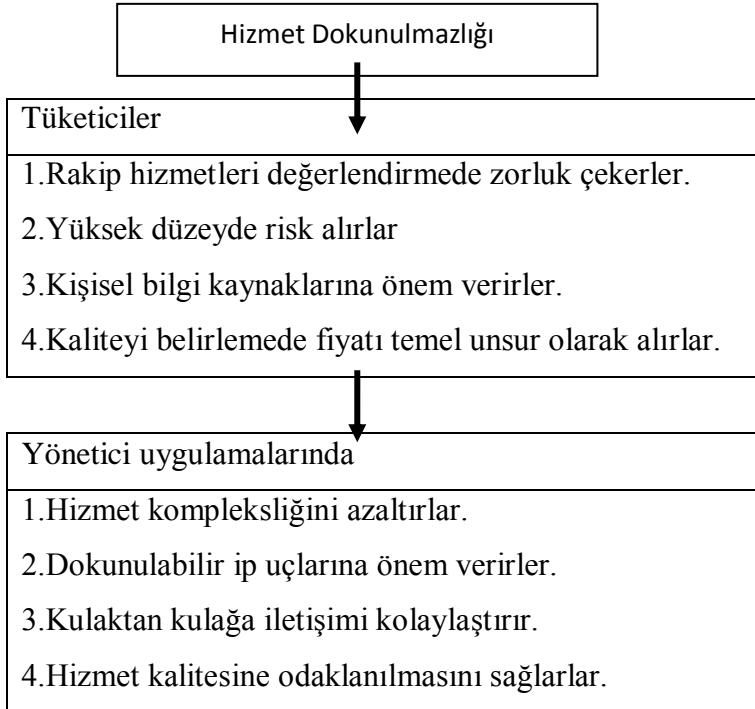 Hizmet Dokunulmazlığı
Tüketiciler
1.Rakip hizmetleri değerlendirmede zorluk çekerler.
2.Yüksek düzeyde risk alırlar
3.Kişisel bilgi kaynaklarına önem verirler.
4.Kaliteyi belirlemede fiyatı temel unsur olarak alırlar.
Yönetici uygulamalarında
1.Hizmet kompleksliğini azaltırlar.
2.Dokunulabilir ip uçlarına önem verirler.
3.Kulaktan kulağa iletişimi kolaylaştırır.
4.Hizmet kalitesine odaklanılmasını sağlarlar.